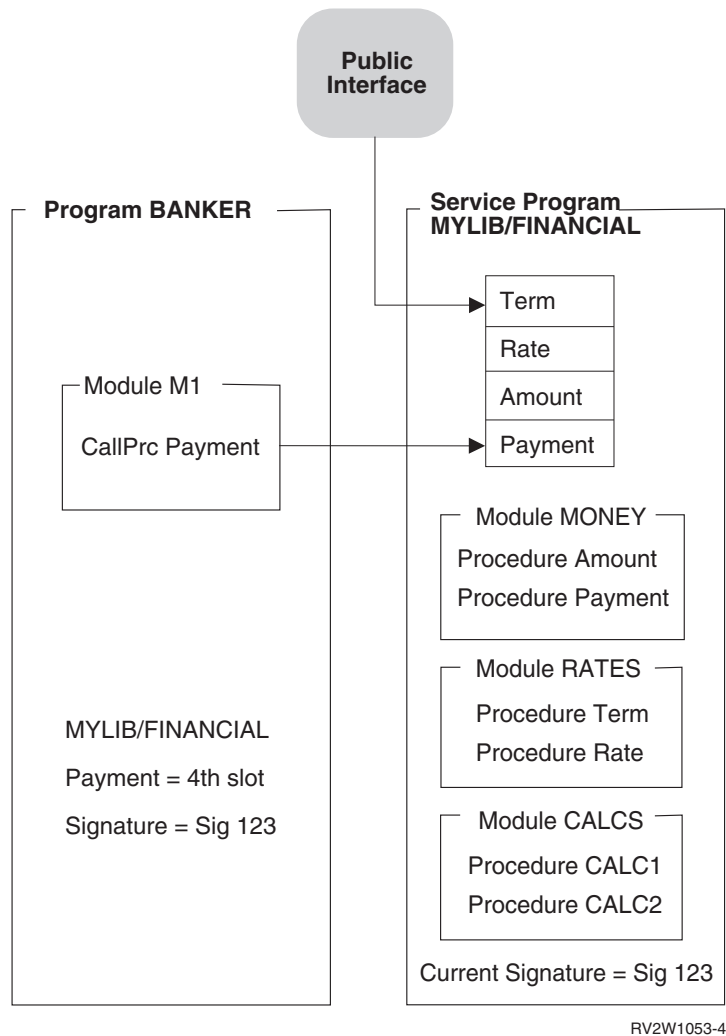 Public
Interface
Program BANKER
Module M1
CallPrc Payment
MYLIB/FINANCIAL
Payment = 4th slot
Signature = Sig 123
Service Program
MYLIB/FINANCIAL
Term
Rate
Amount
Payment
Module MONEY
Procedure Amount
Procedure Payment
Module RATES
Procedure Term
Procedure Rate
Module CALCS
Procedure CALC1
Procedure CALC2
Current Signature = Sig 123
RV2W1053-4